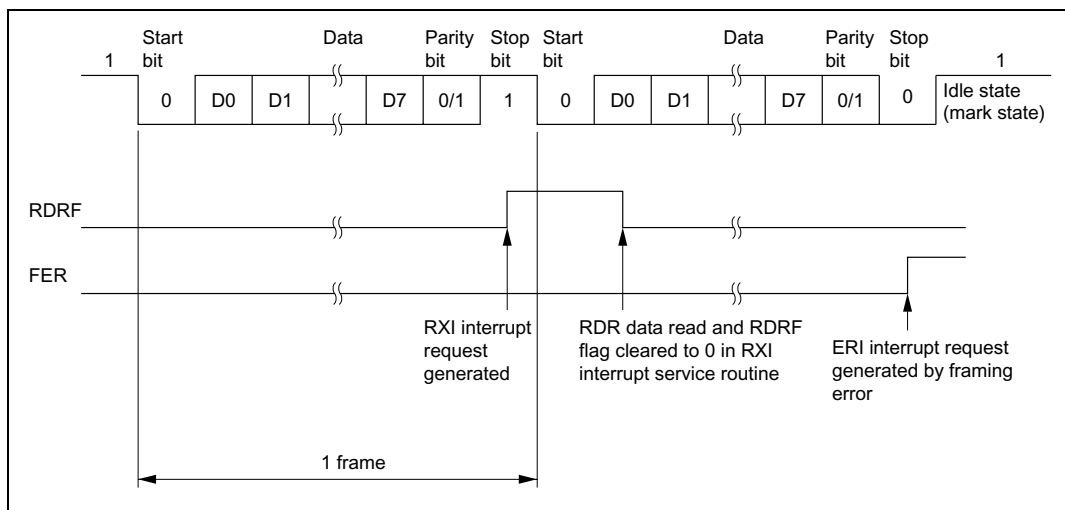 Start bit Data Parity bit Stop bit Start bit Data Parity bit Stop bit
1 1
0 D0 D1 D7 0/1 1 0 D0 D1 D7 0/1 0 Idle state (mark state)
RDRF
FER
RXI interrupt
request
generated
RDR data read and RDRF
flag cleared to 0 in RXI
interrupt service routine
ERI interrupt request
generated by framing
error
1 frame